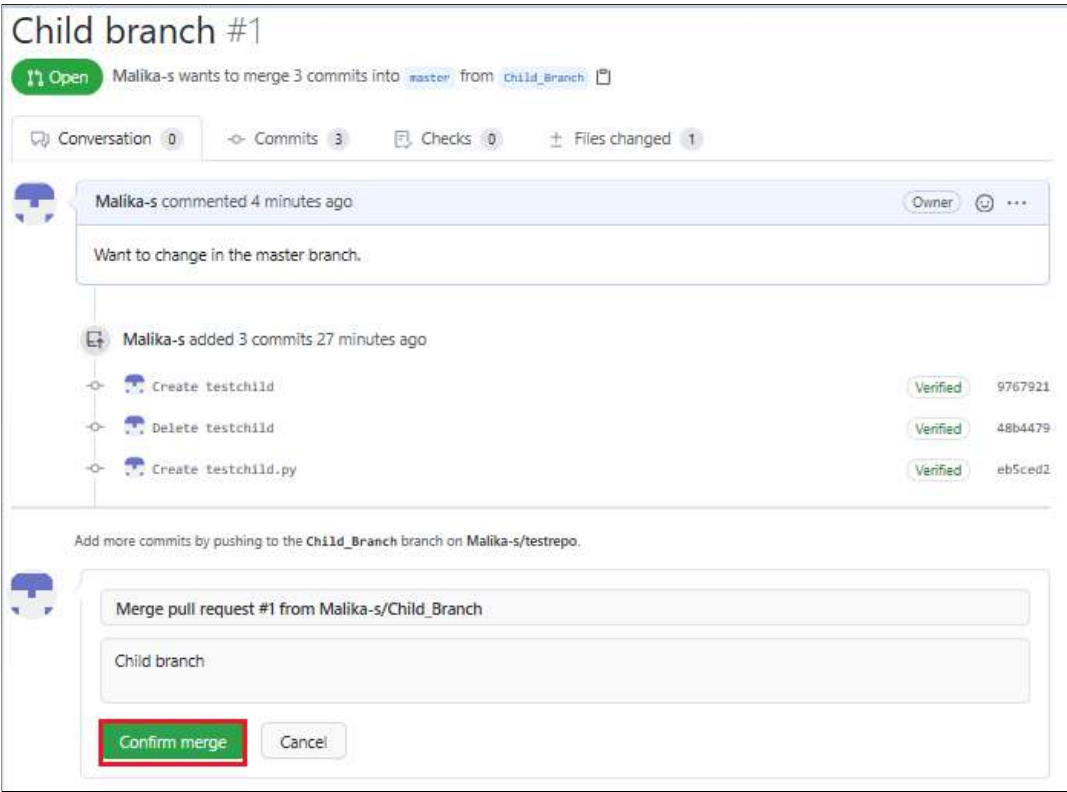 Child branch #1
Open Malika-s wants to merge 3 commits into master from Child_Branch
Conversation 0 Commits 3 Checks 0 Files changed 1
Malika-s commented 4 minutes ago Owner ...
Want to change in the master branch.
Malika-s added 3 commits 27 minutes ago
Create testchild Verified 9767921
Delete testchild Verified 48b4479
Create testchild.py Verified eb5ced2
Add more commits by pushing to the Child_Branch branch on Malika-s/testrepo.
Merge pull request #1 from Malika-s/Child_Branch
Child branch
Confirm merge Cancel